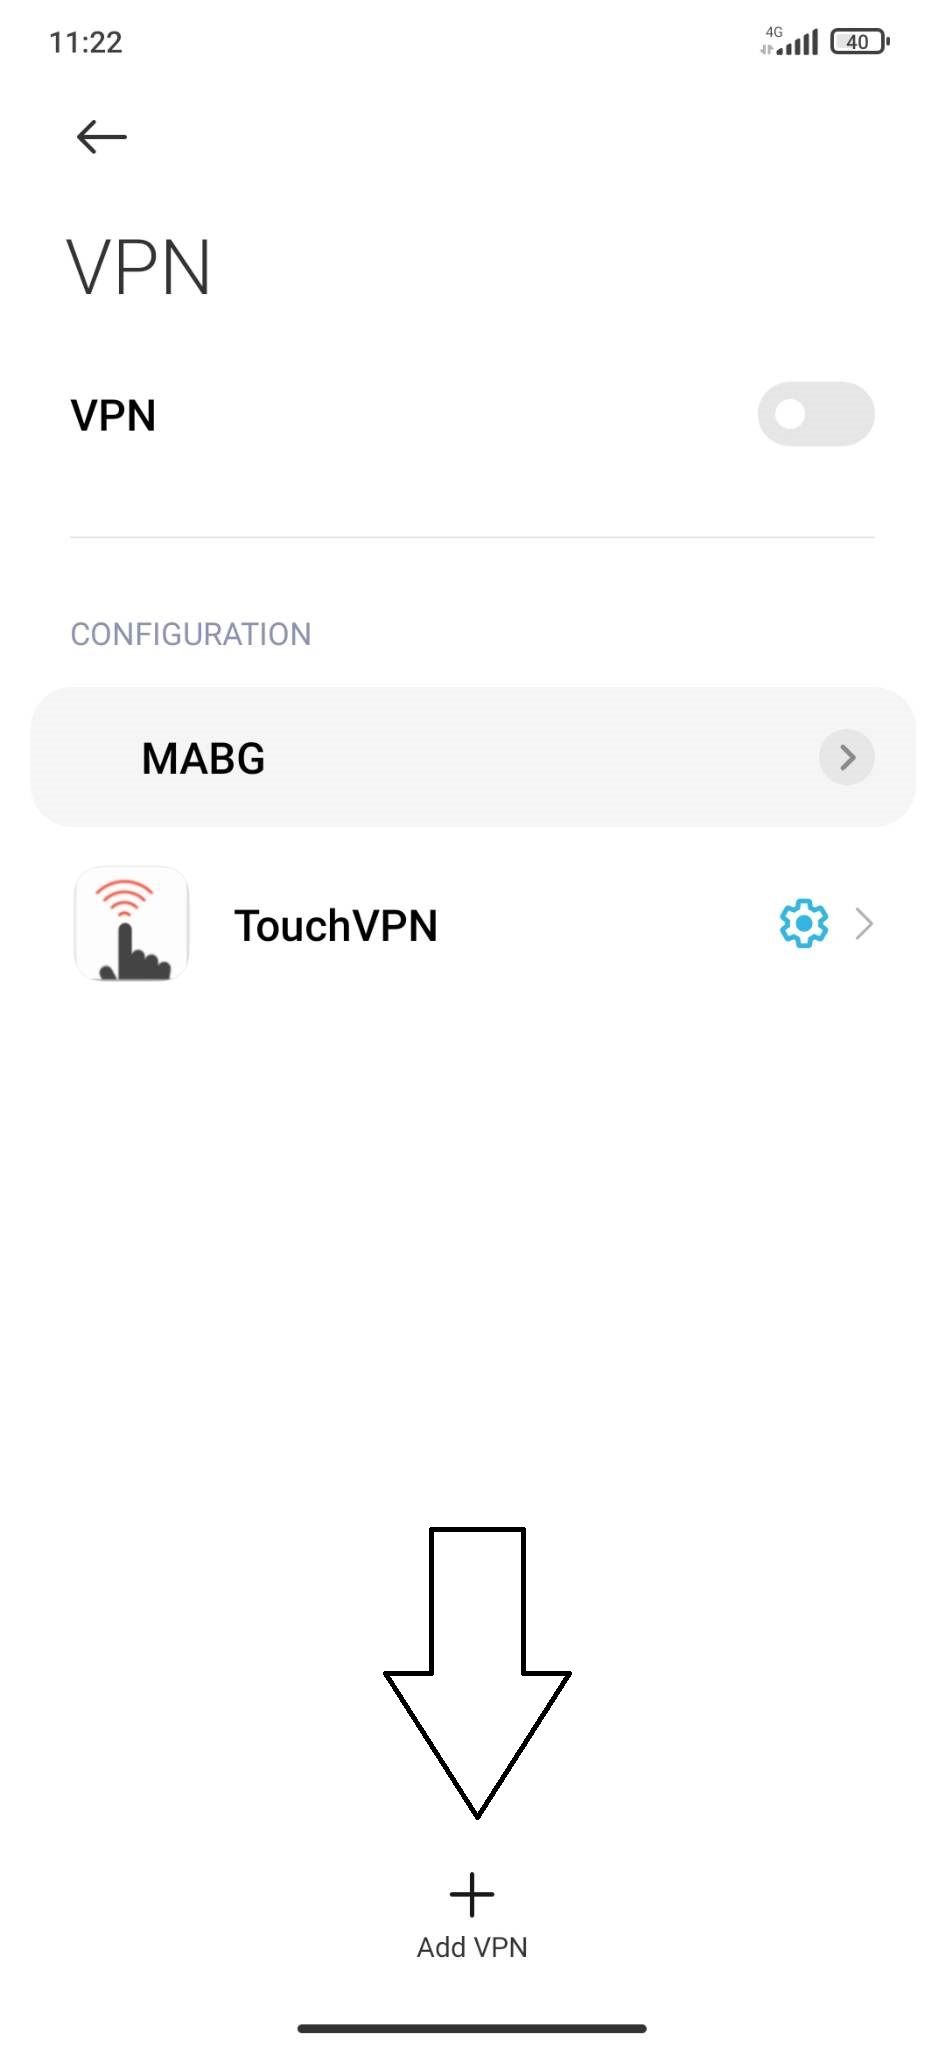 11:22
4G
40
VPN
VPN
CONFIGURATION
MABG
TouchVPN
Add VPN